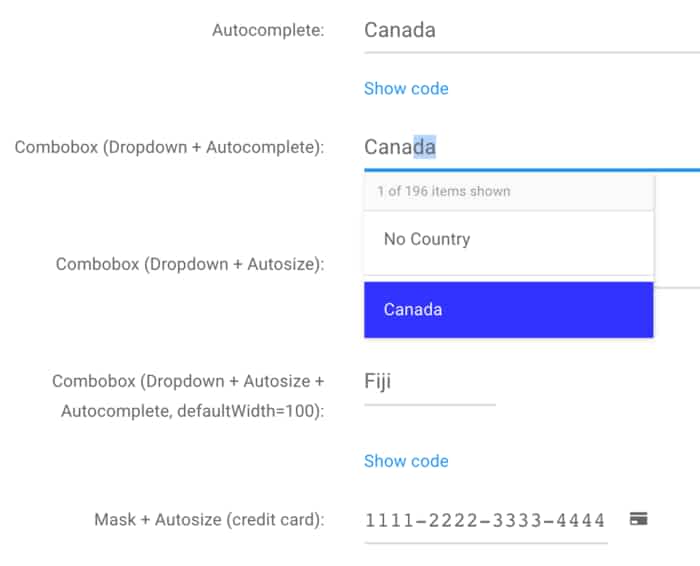 Autocomplete:
Canada
Show code
Combobox (Dropdown + Autocomplete):
Canada
1 of 196 items shown
No Country
Combobox (Dropdown + Autosize):
Canada
Combobox (Dropdown + Autosize +
Autocomplete, defaultWidth=100):
Fiji
Show code
Mask + Autosize (credit card):
1111-2222-3333-4444